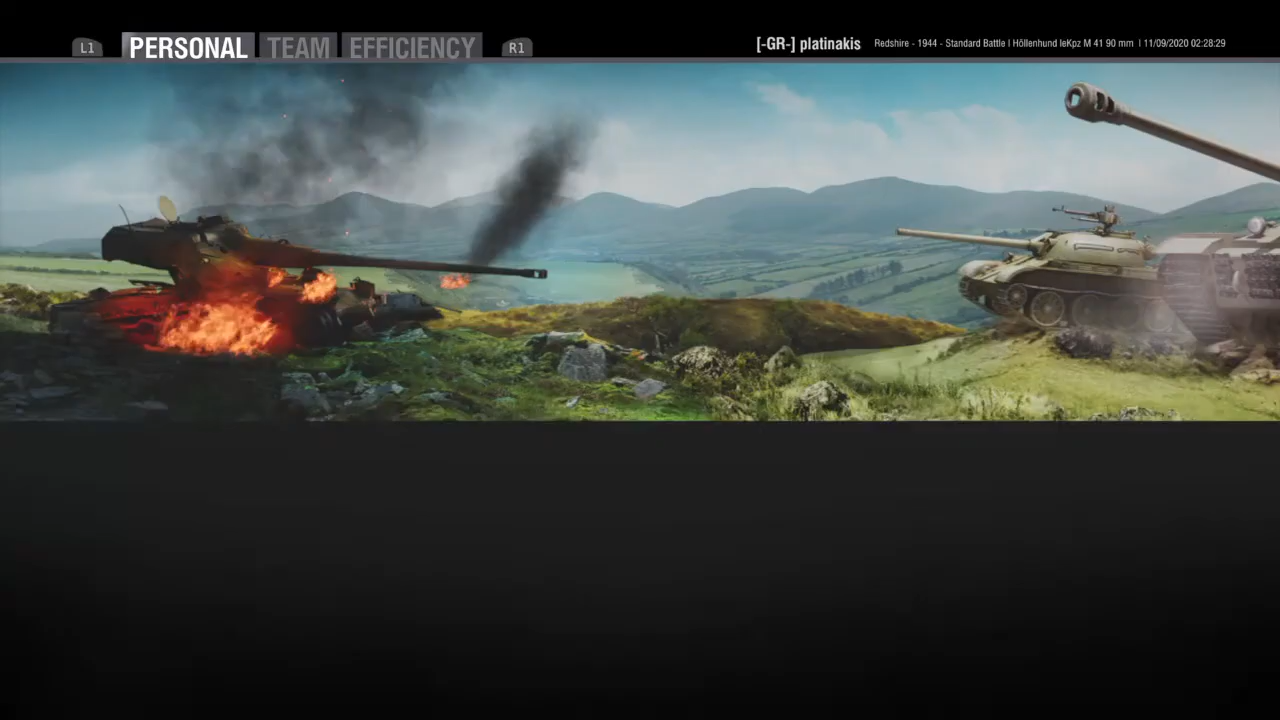 L1 PERSONAL TEAM EFFICIENCY R1 [-GR-] platinakis Redshire - 1944 - Standard Battle | Höllenhund leKpz M 41 90 mm | 11/09/2020 02:28:29